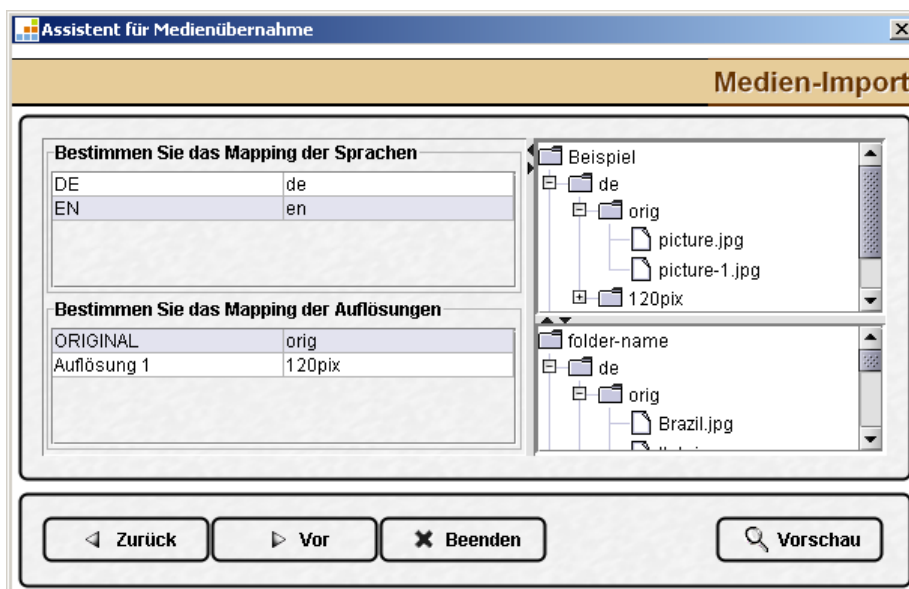 Assistent für Medienübernahme
Medien-Import
Bestimmen Sie das Mapping der Sprachen
DE de
EN en
Bestimmen Sie das Mapping der Auflösungen
ORIGINAL orig
Auflösung 1 120pix
Beispiel
de
orig
picture.jpg
picture-1.jpg
120pix
folder-name
de
orig
Brazil.jpg
Zurück
Vor
Beenden
Vorschau